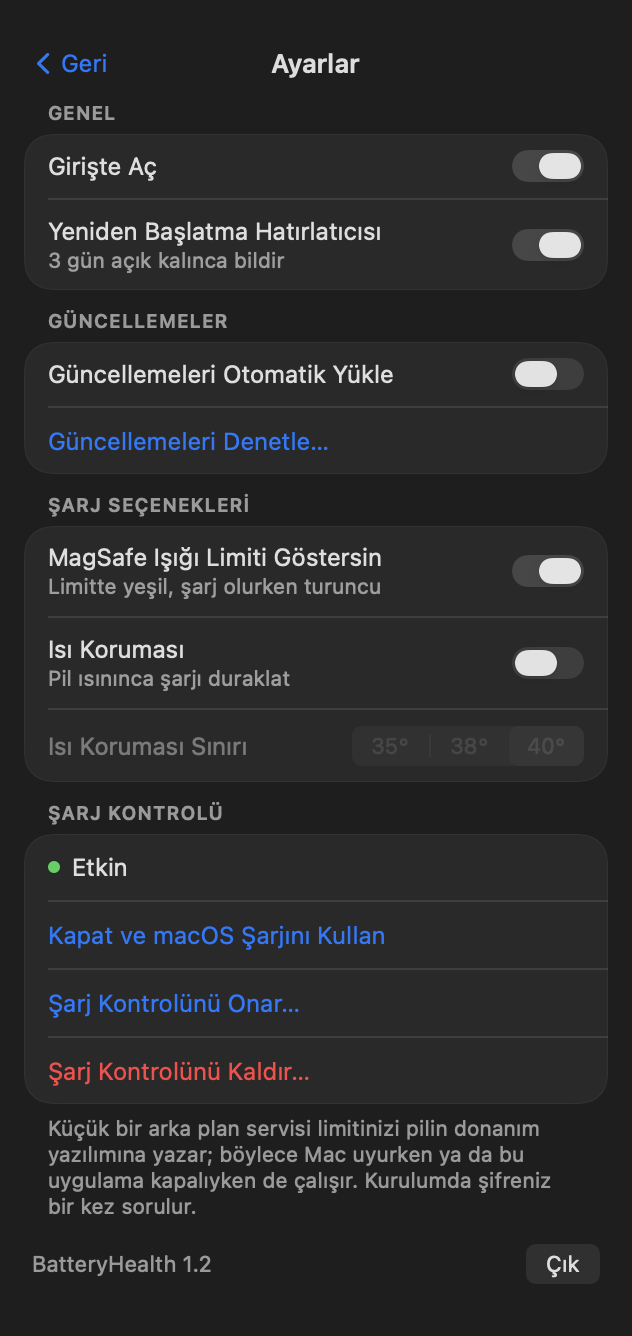 Geri
Ayarlar
GENEL
Girişte Aç
Yeniden Başlatma Hatırlatıcısı
3 gün açık kalınca bildir
GÜNCELLEMELER
Güncellemeleri Otomatik Yükle
Güncellemeleri Denetle...
ŞARJ SEÇENEKLERİ
MagSafe Işığı Limiti Göstersin
Limitte yeşil, şarj olurken turuncu
Isı Koruması
Pil ısınınca şarjı duraklat
Isı Koruması Sınırı 35° 38° 40°
ŞARJ KONTROLÜ
Etkin
Kapat ve macOS Şarjını Kullan
Şarj Kontrolünü Onar...
Şarj Kontrolünü Kaldır...
Küçük bir arka plan servisi limitinizi pilin donanım
yazılımına yazar; böylece Mac uyurken ya da bu
uygulama kapalıyken de çalışır. Kurulumda şifreniz
bir kez sorulur.
BatteryHealth 1.2
Çık